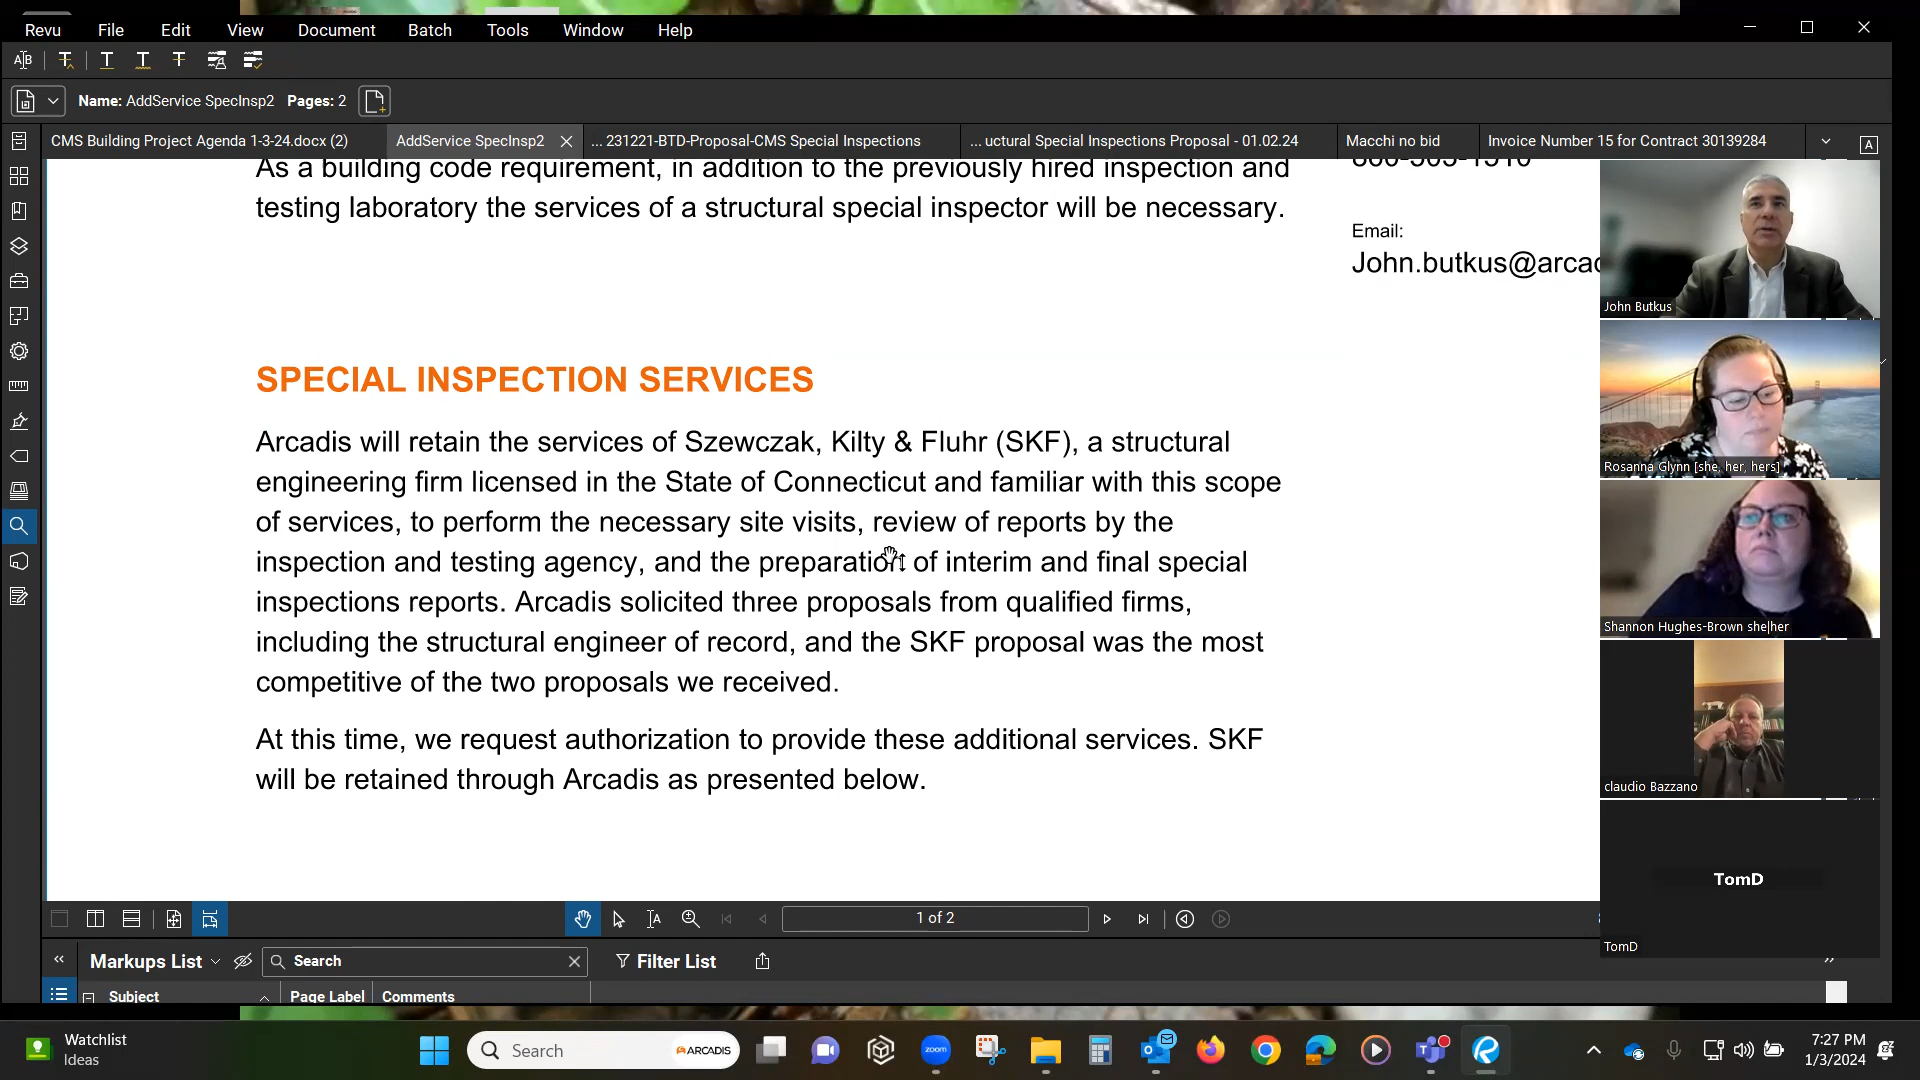 Revu File Edit View Document Batch Tools Window Help
Name: AddService SpecInsp2 Pages: 2
CMS Building Project Agenda 1-3-24.docx (2) AddService SpecInsp2 ... 231221-BTD-Proposal-CMS Special Inspections ... uctural Special Inspections Proposal - 01.02.24 Macchi no bid Invoice Number 15 for Contract 30139284
As a building code requirement, in addition to the previously hired inspection and
testing laboratory the services of a structural special inspector will be necessary.
Email:
John.butkus@arcad
SPECIAL INSPECTION SERVICES
Arcadis will retain the services of Szewczak, Kilty & Fluhr (SKF), a structural
engineering firm licensed in the State of Connecticut and familiar with this scope
of services, to perform the necessary site visits, review of reports by the
inspection and testing agency, and the preparation of interim and final special
inspections reports. Arcadis solicited three proposals from qualified firms,
including the structural engineer of record, and the SKF proposal was the most
competitive of the two proposals we received.
At this time, we request authorization to provide these additional services. SKF
will be retained through Arcadis as presented below.
John Butkus
Rosanna Glynn [she, her, hers]
Shannon Hughes-Brown she|her
claudio Bazzano
TomD
TomD
1 of 2
Markups List Search Filter List
Subject Page Label Comments
Watchlist
Ideas
Search ARCADIS
zoom
7:27 PM
1/3/2024